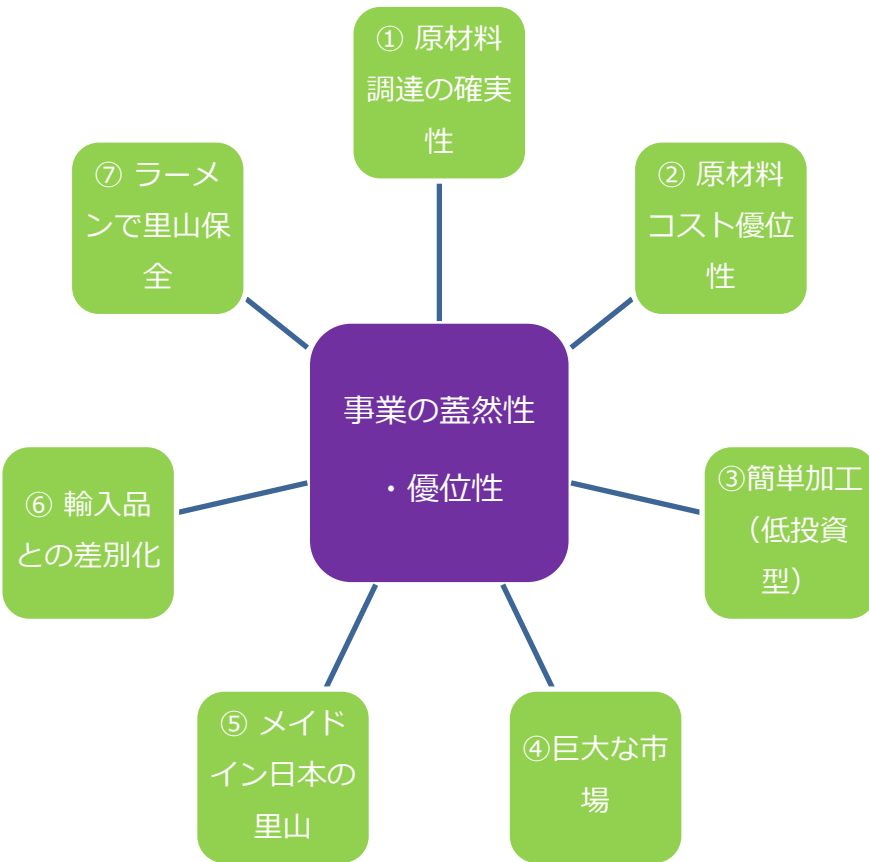 ① 原材料
調達の確実
性
② 原材料
コスト優位
性
③簡単加工
（低投資
型）
④巨大な市
場
⑤ メイド
イン日本の
里山
⑥ 輸入品
との差別化
⑦ ラーメ
ンで里山保
全
事業の蓋然性
・優位性